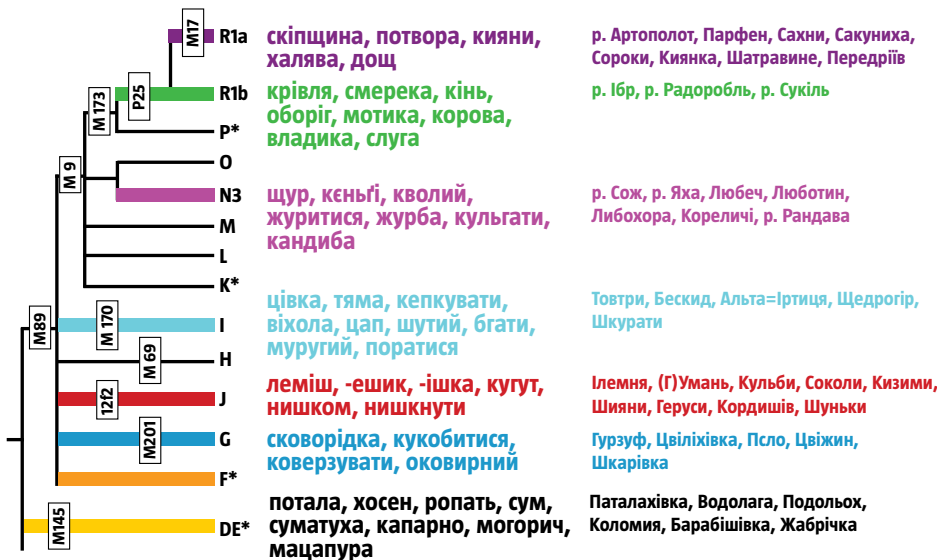 M17
R1a
скіпщина, потвора, кияни,
халява, дощ
р. Артополот, Парфен, Сахни, Сакуниха,
Сороки, Киянка, Шатравине, Передріїв
M 173
P25
R1b
крівля, смерека, кінь,
оборіг, мотика, корова,
владика, слуга
р. Ібр, р. Радоробль, р. Сукіль
P*
M 9
O
N3
щур, кєньґі, кволий,
журитися, журба, кульгати,
кандиба
р. Сож, р. Яха, Любеч, Люботин,
Либохора, Кореличі, р. Рандава
M
L
K*
M89
M 170
I
цівка, тяма, кепкувати,
віхола, цап, шутий, бгати,
муругий, поратися
Товтри, Бескид, Альта=Іртиця, Щедрогір,
Шкурати
M 69
H
12f2
J
леміш, -ешик, -ішка, кугут,
нишком, нишкнути
Ілемня, (Г)Умань, Кульби, Соколи, Кизими,
Шияни, Геруси, Кордишів, Шуньки
M201
G
сковорідка, кукобитися,
коверзувати, оковирний
Гурзуф, Цвіліхівка, Псло, Цвіжин,
Шкарівка
F*
M145
DE*
потала, хосен, ропать, сум,
суматуха, капарно, могорич,
мацапура
Паталахівка, Водолага, Подольох,
Коломия, Барабішівка, Жабрічка